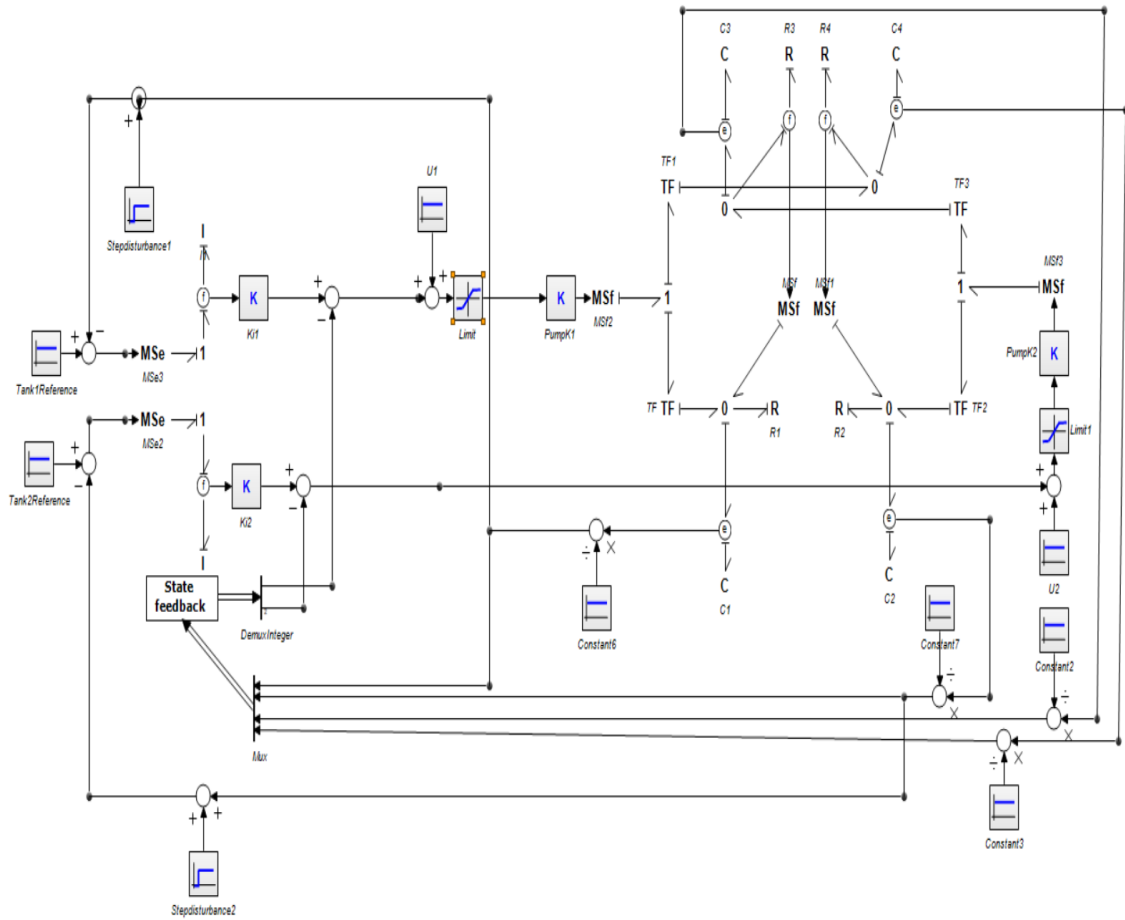 C3
R3
R4
C4
C
R
R
C
e
f
f
e
+
TF1
U1
TF
0
TF3
0
TF
Stepdisturbance1
I
MSf3
MSf
MSf1
+
+
+
MSf
f
K
K
MSf
1
1
MSf
MSf
−
Ki1
Limit
PumpK1
MSf2
−
+
PumpK2
K
MSe
1
Tank1Reference
MSe3
MSe
1
TF
TF
0
R
R
0
TF
TF2
R1
R2
Limit1
+
MSe2
+
+
−
f
K
−
+
Tank2Reference
Ki2
e
e
÷
×
I
State
feedback
C
C
C1
C2
U2
DemuxInteger
Constant6
Constant7
Constant2
÷
÷
×
×
Mux
÷
×
+
+
Constant3
Stepdisturbance2